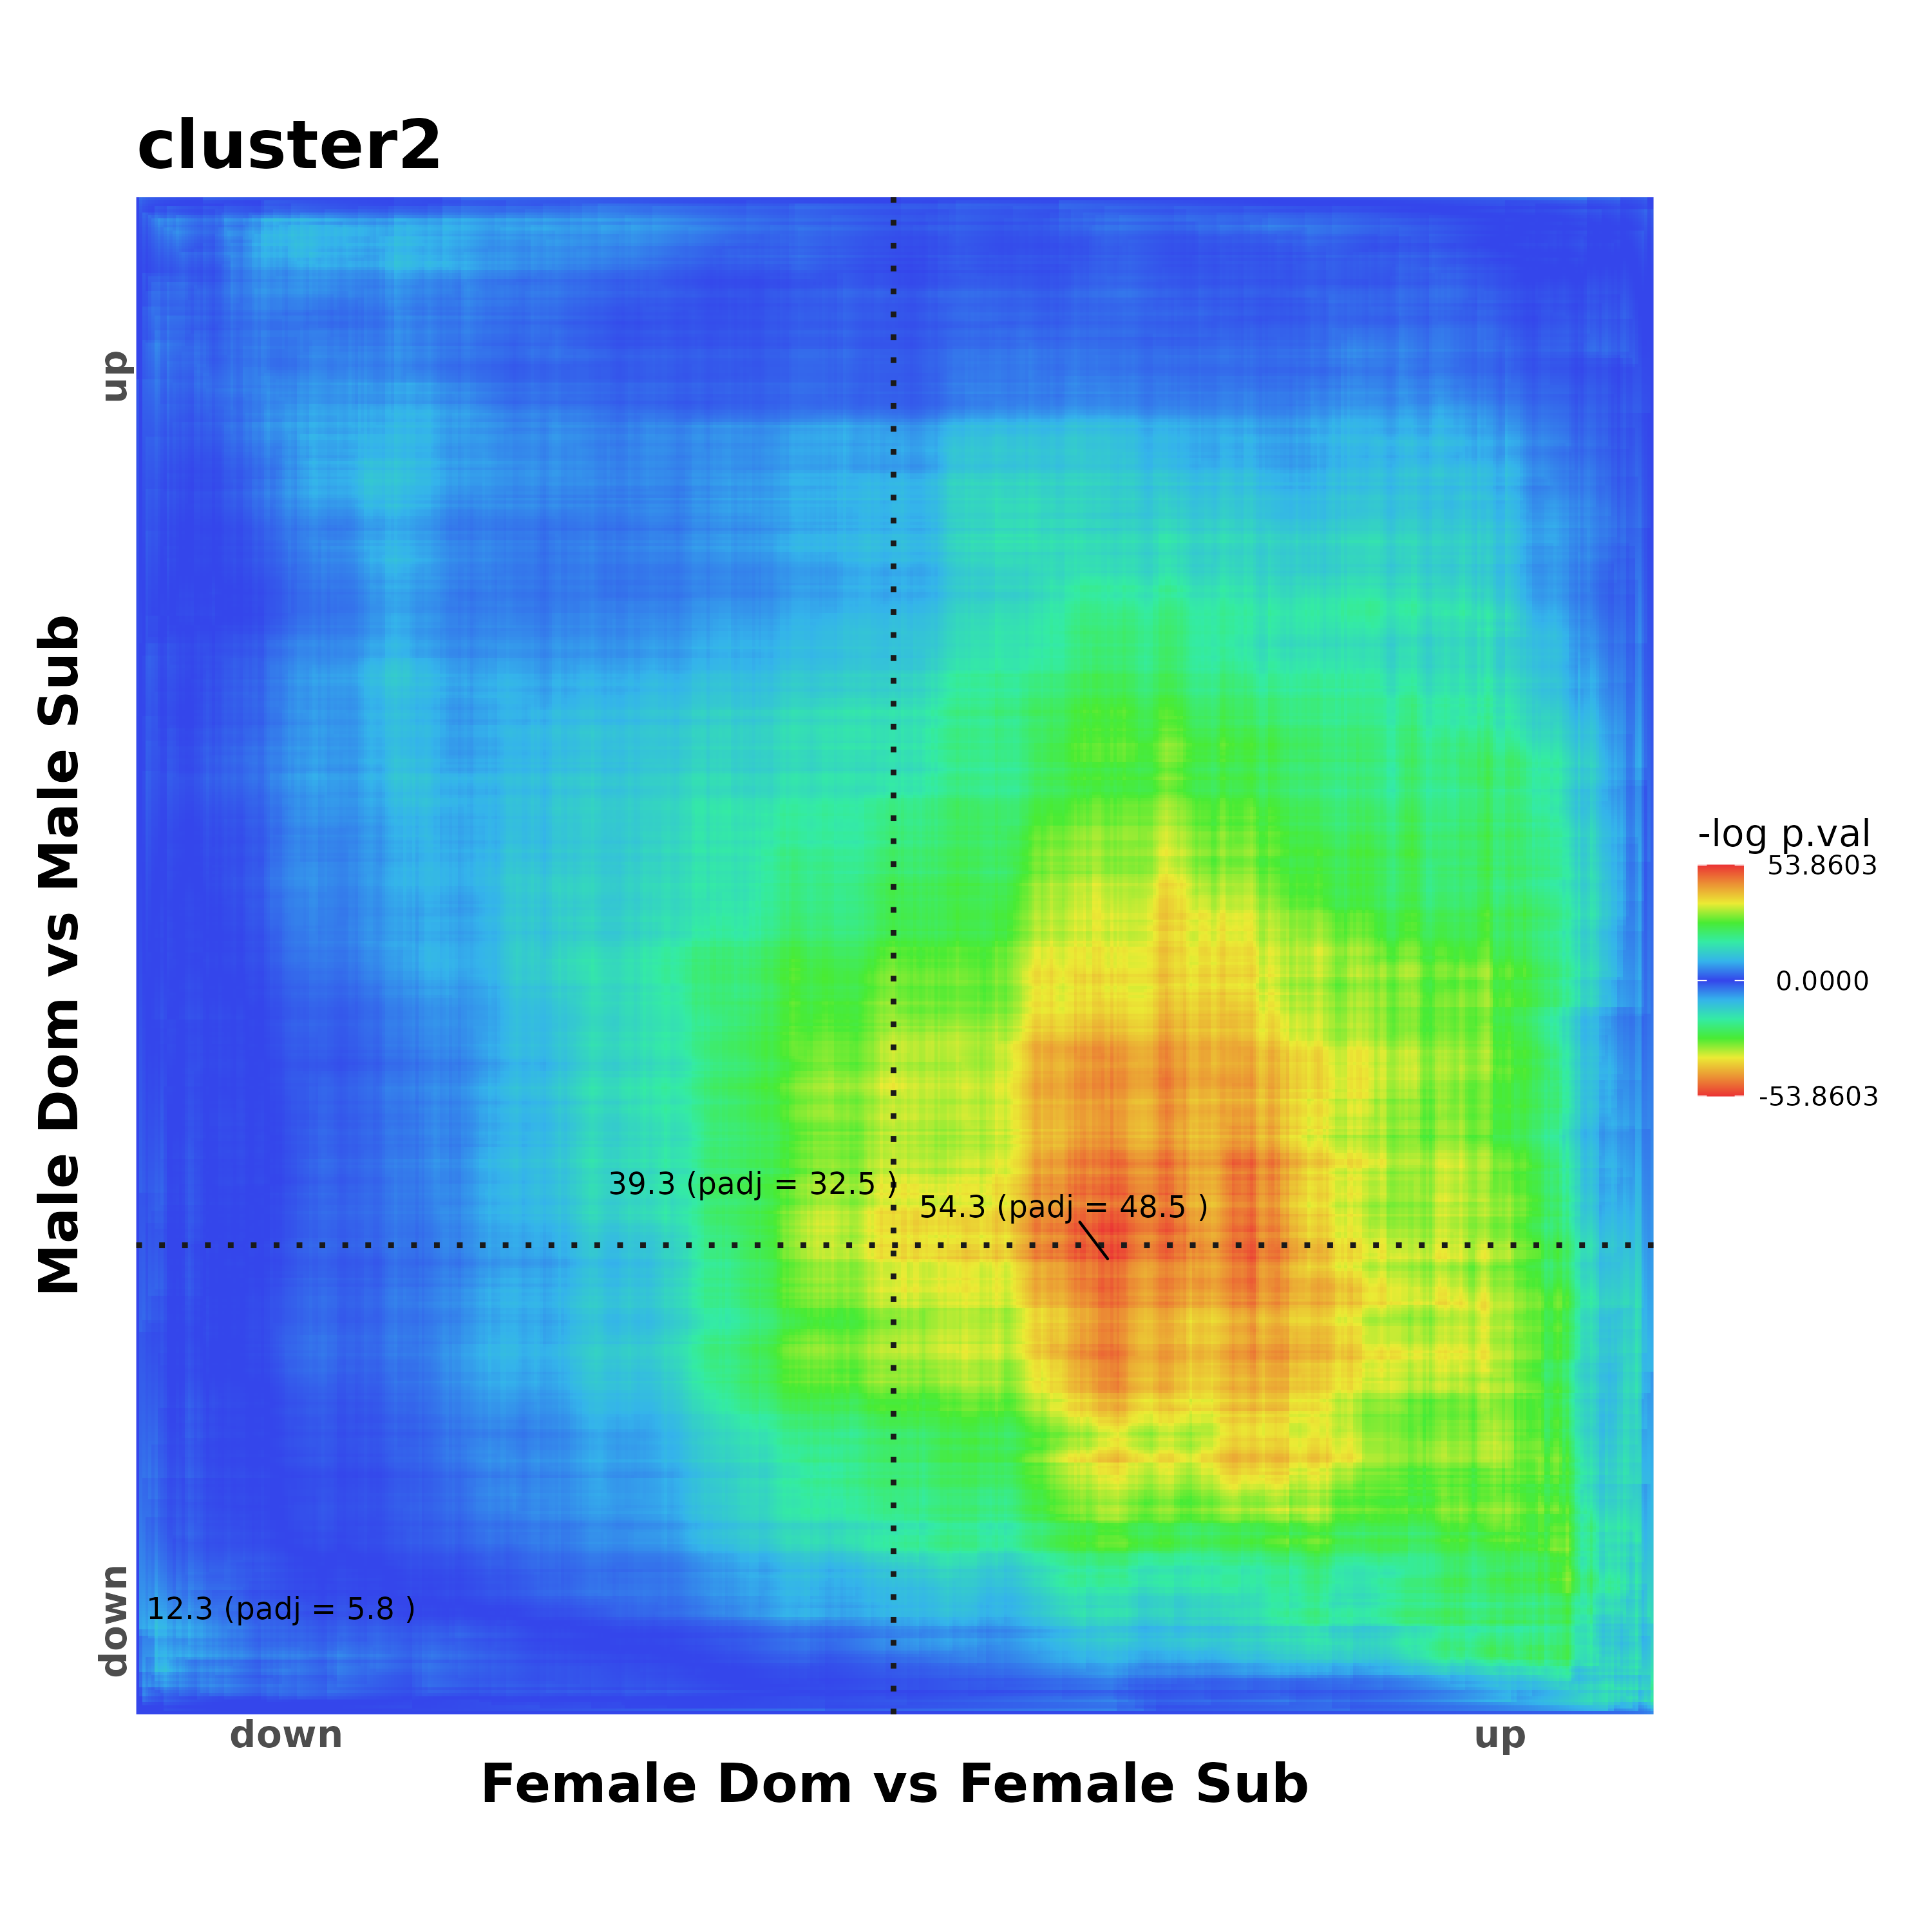 cluster2
up
Male Dom vs Male Sub
down
39.3 (padj = 32.5 )
54.3 (padj = 48.5 )
12.3 (padj = 5.8 )
down
up
Female Dom vs Female Sub
-log p.val
53.8603
0.0000
-53.8603